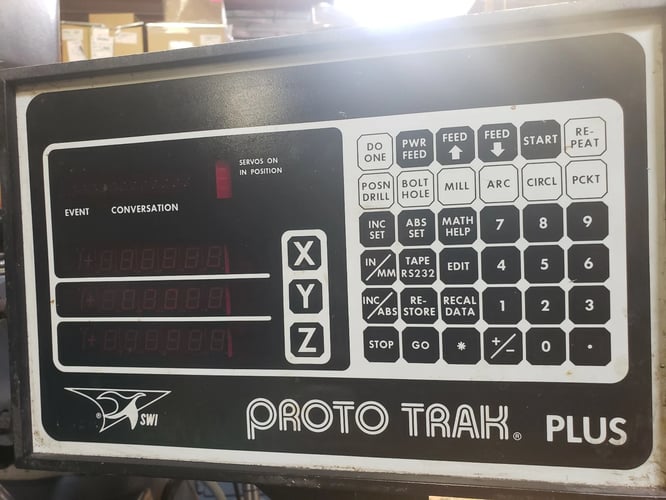 SERVOS ON
IN POSITION
EVENT CONVERSATION
X
Y
Z
DO ONE
PWR FEED
FEED
FEED
START
RE-PEAT
POSN DRILL
BOLT HOLE
MILL
ARC
CIRCL
PCKT
INC SET
ABS SET
MATH HELP
7
8
9
IN/MM
TAPE RS232
EDIT
4
5
6
INC/ABS
RE-STORE
RECAL DATA
1
2
3
STOP
GO
*
+/−
0
.
® SWI
PROTO TRAK® PLUS